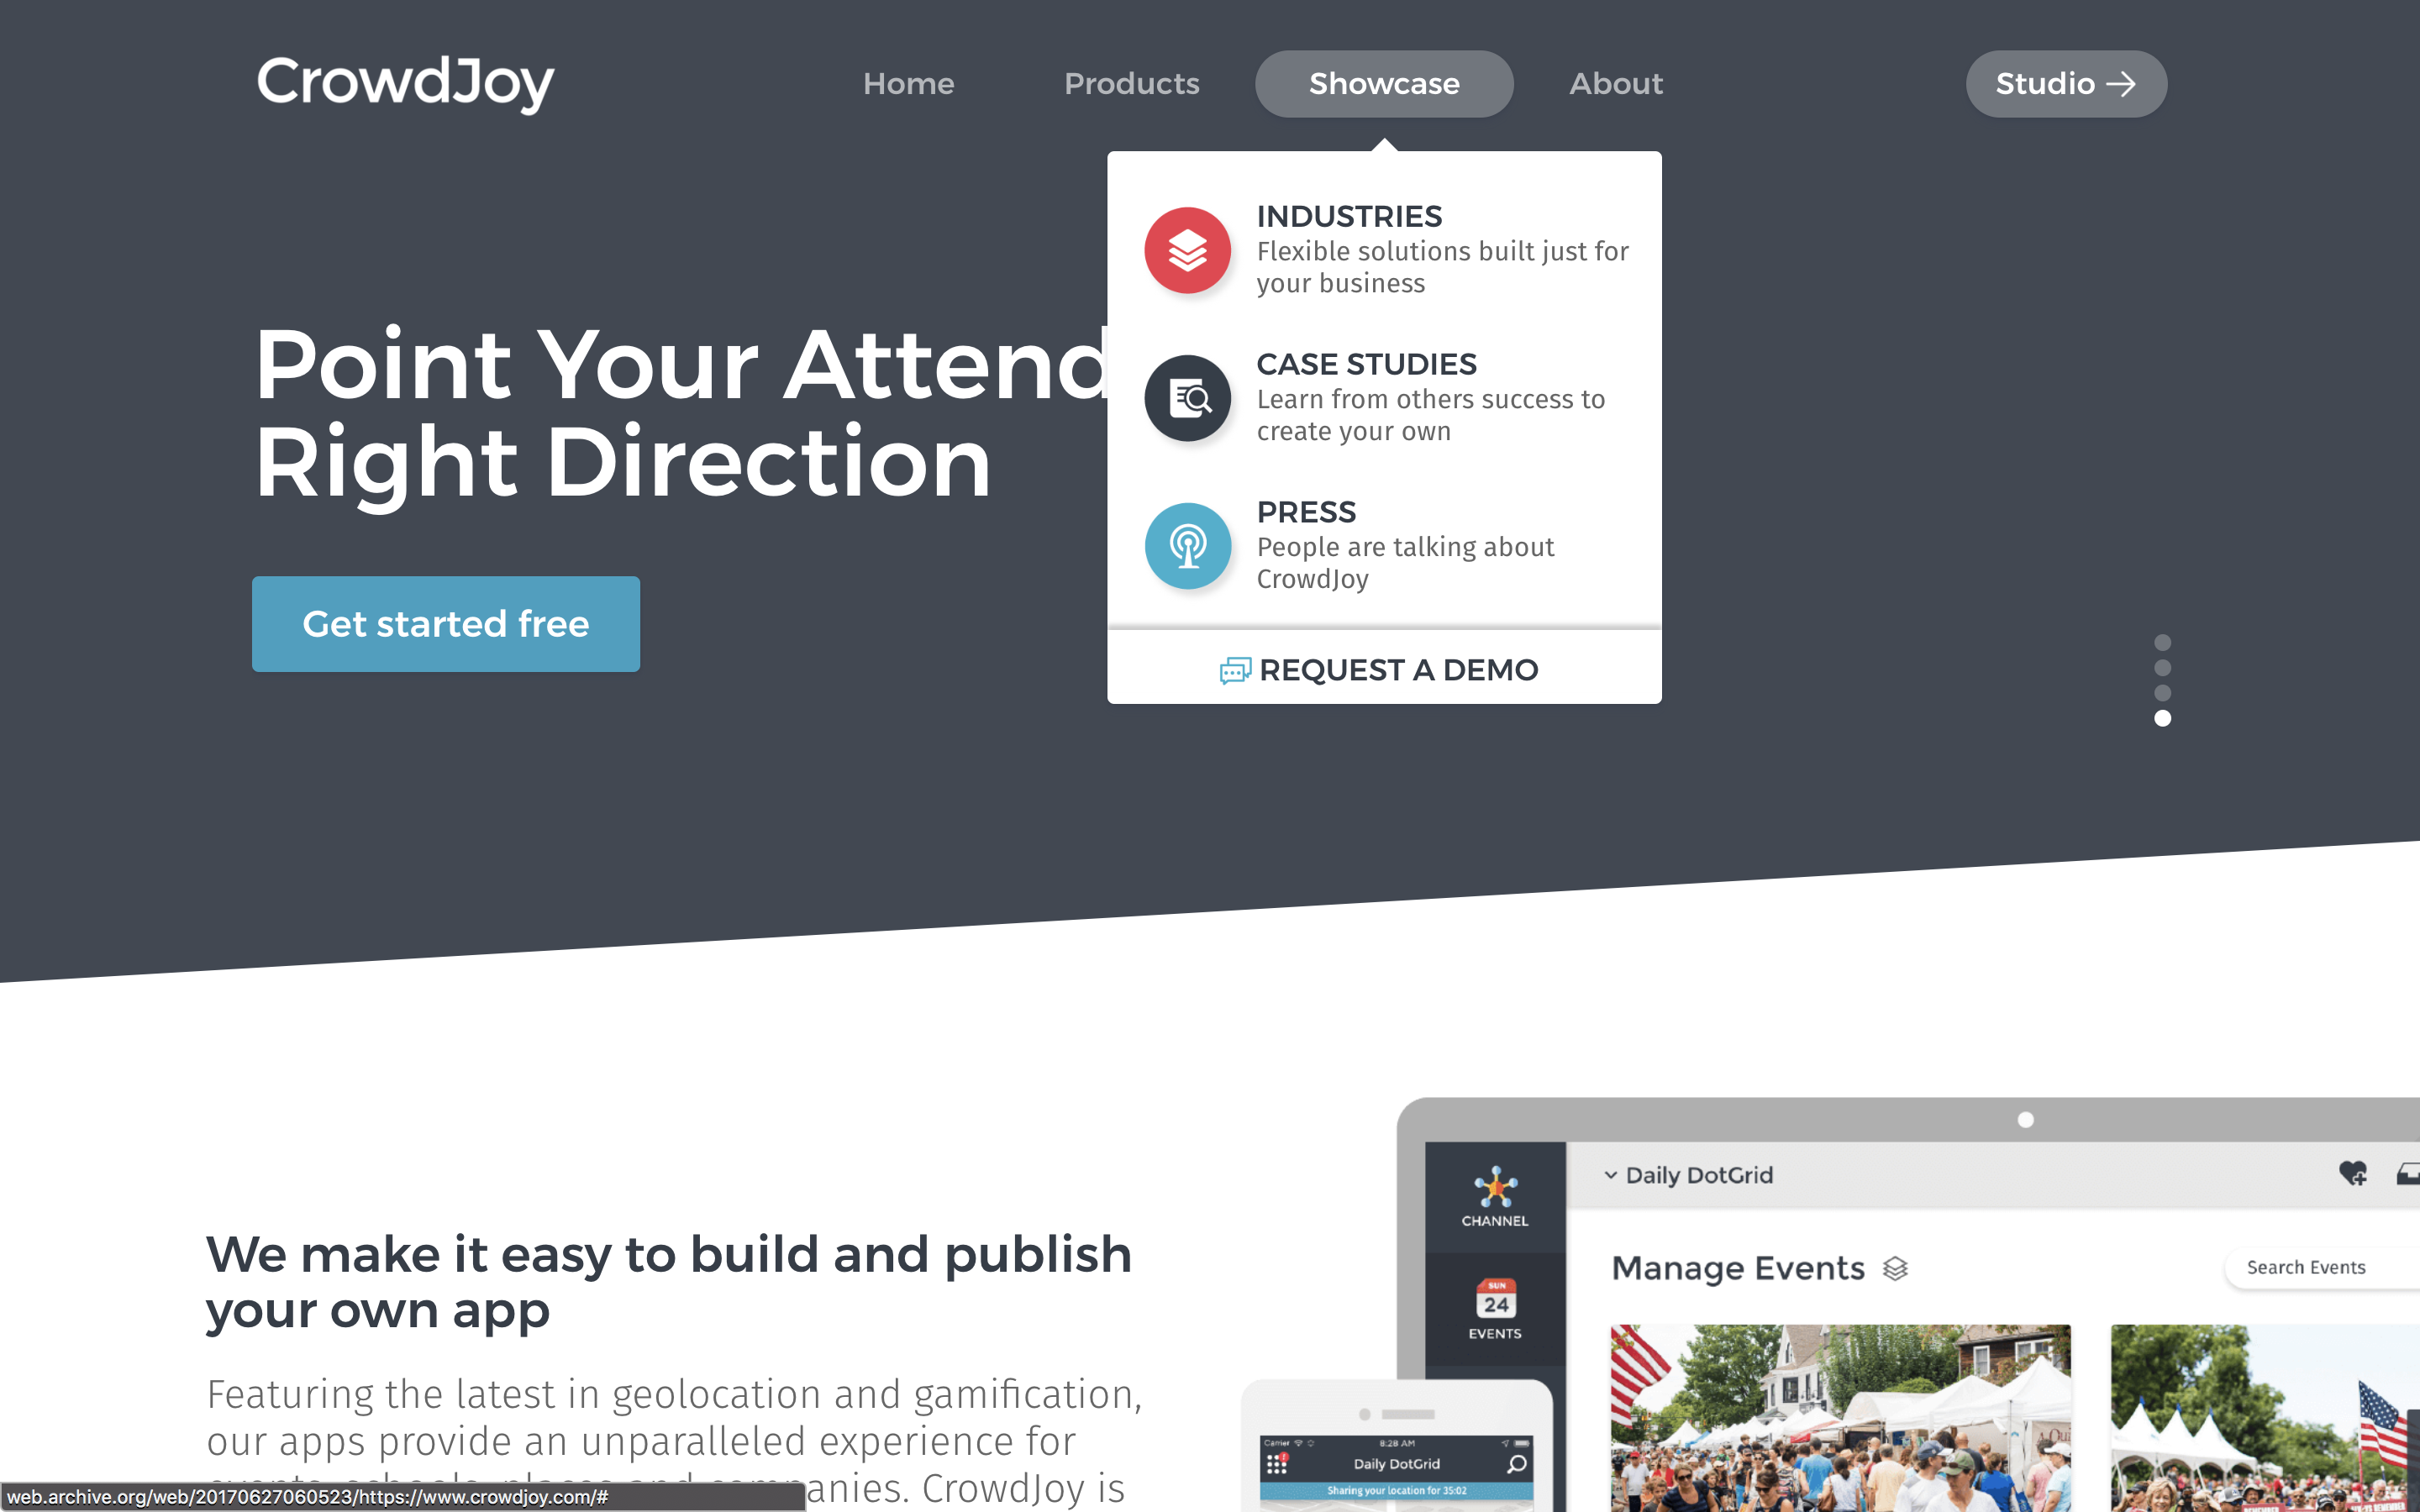 CrowdJoy
Home
Products
Showcase
About
Studio
INDUSTRIES
Flexible solutions built just for
your business
CASE STUDIES
Learn from others success to
create your own
PRESS
People are talking about
CrowdJoy
REQUEST A DEMO
Point Your Attend
Right Direction
Get started free
We make it easy to build and publish
your own app
Featuring the latest in geolocation and gamification,
our apps provide an unparalleled experience for
events, schools, places and companies. CrowdJoy is
web.archive.org/web/20170627060523/https://www.crowdjoy.com/#
CHANNEL
SUN
24
EVENTS
Daily DotGrid
Manage Events
Search Events
Carrier
8:28 AM
Daily DotGrid
Sharing your location for 35:02